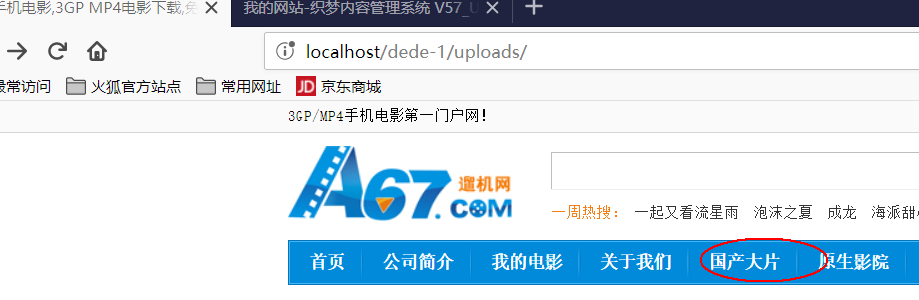 手机电影,3GP MP4电影下载,免
我的网站-织梦内容管理系统 V57_U
localhost/dede-1/uploads/
最常访问 火狐官方站点 常用网址 JD 京东商城
3GP/MP4手机电影第一门户网!
A67.COM 遛机网
一周热搜: 一起又看流星雨 泡沫之夏 成龙 海派甜心
首页 公司简介 我的电影 关于我们 国产大片 原生影院